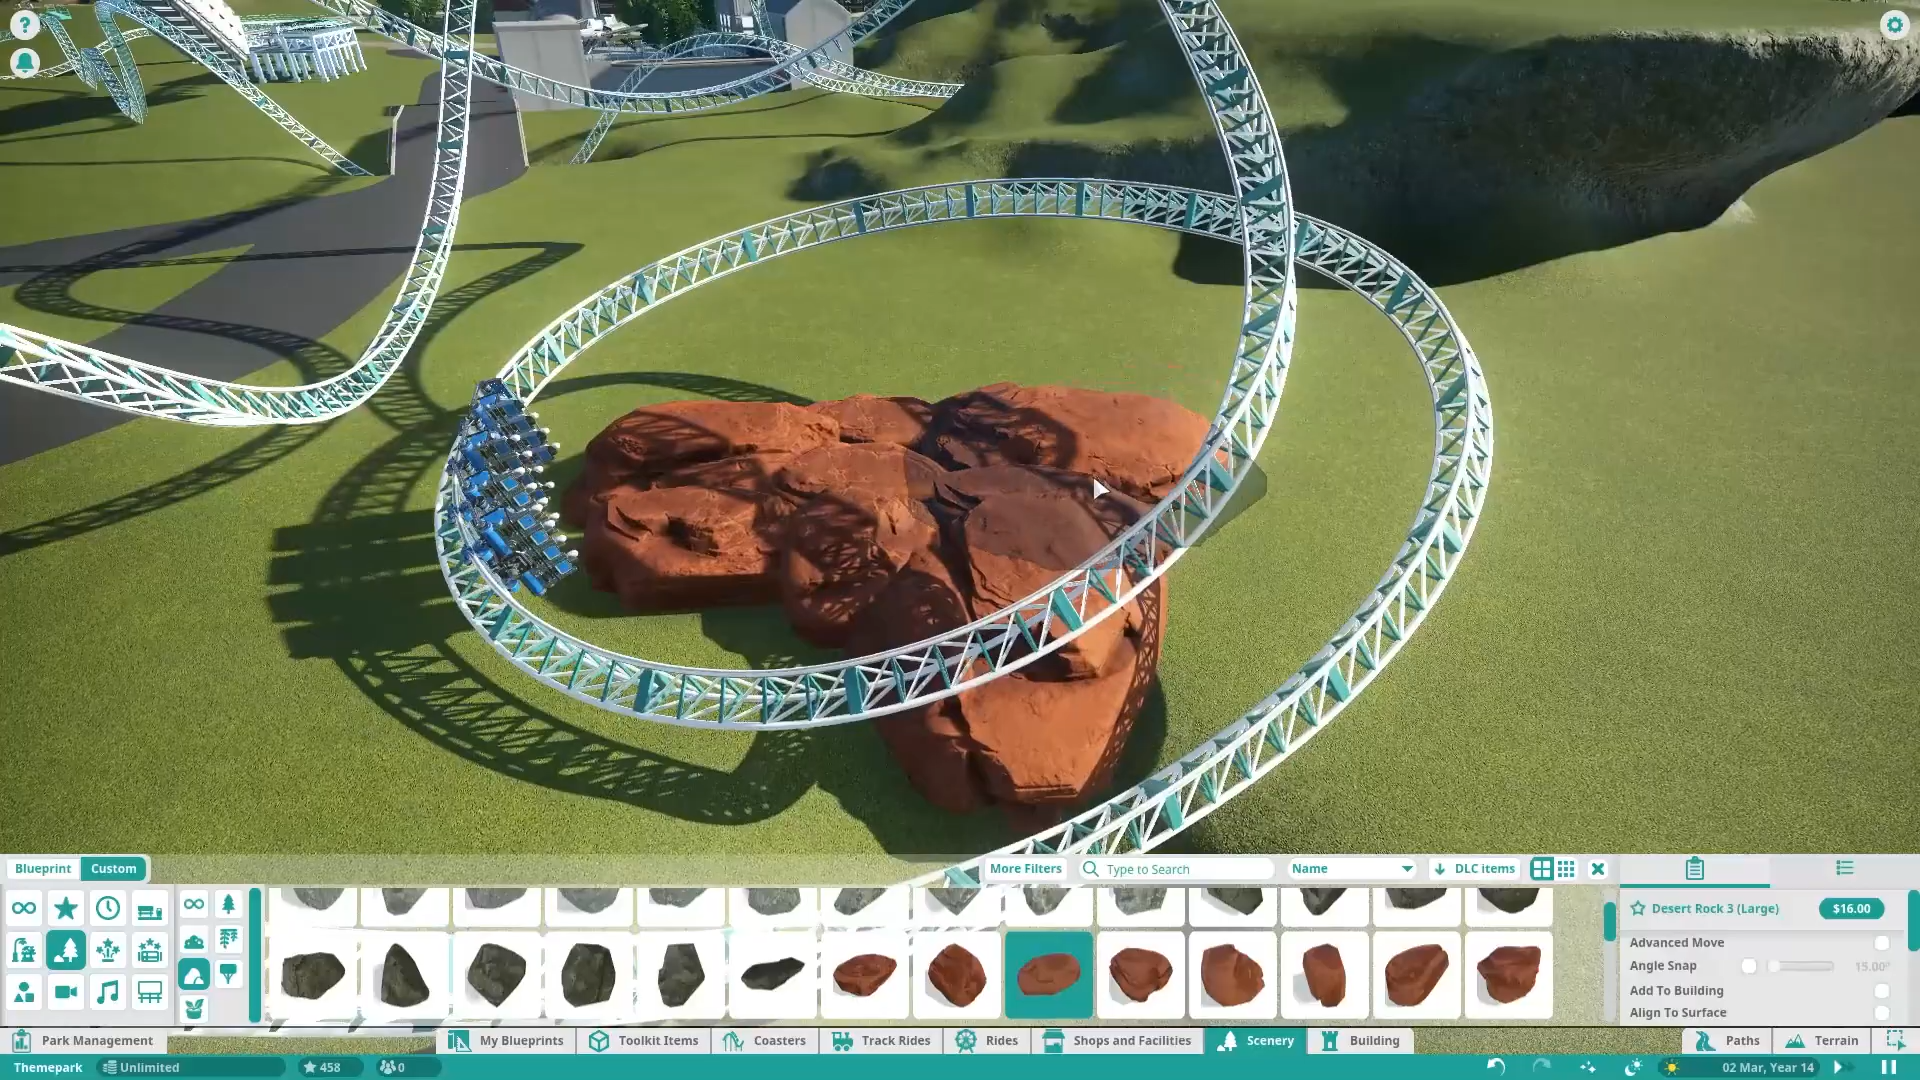 ?
Blueprint Custom More Filters Type to Search Name DLC items
Desert Rock 3 (Large) $16.00
Advanced Move
Angle Snap 15.00°
Add To Building
Align To Surface
Park Management My Blueprints Toolkit Items Coasters Track Rides Rides Shops and Facilities Scenery Building Paths Terrain
Themepark Unlimited 458 0 02 Mar, Year 14